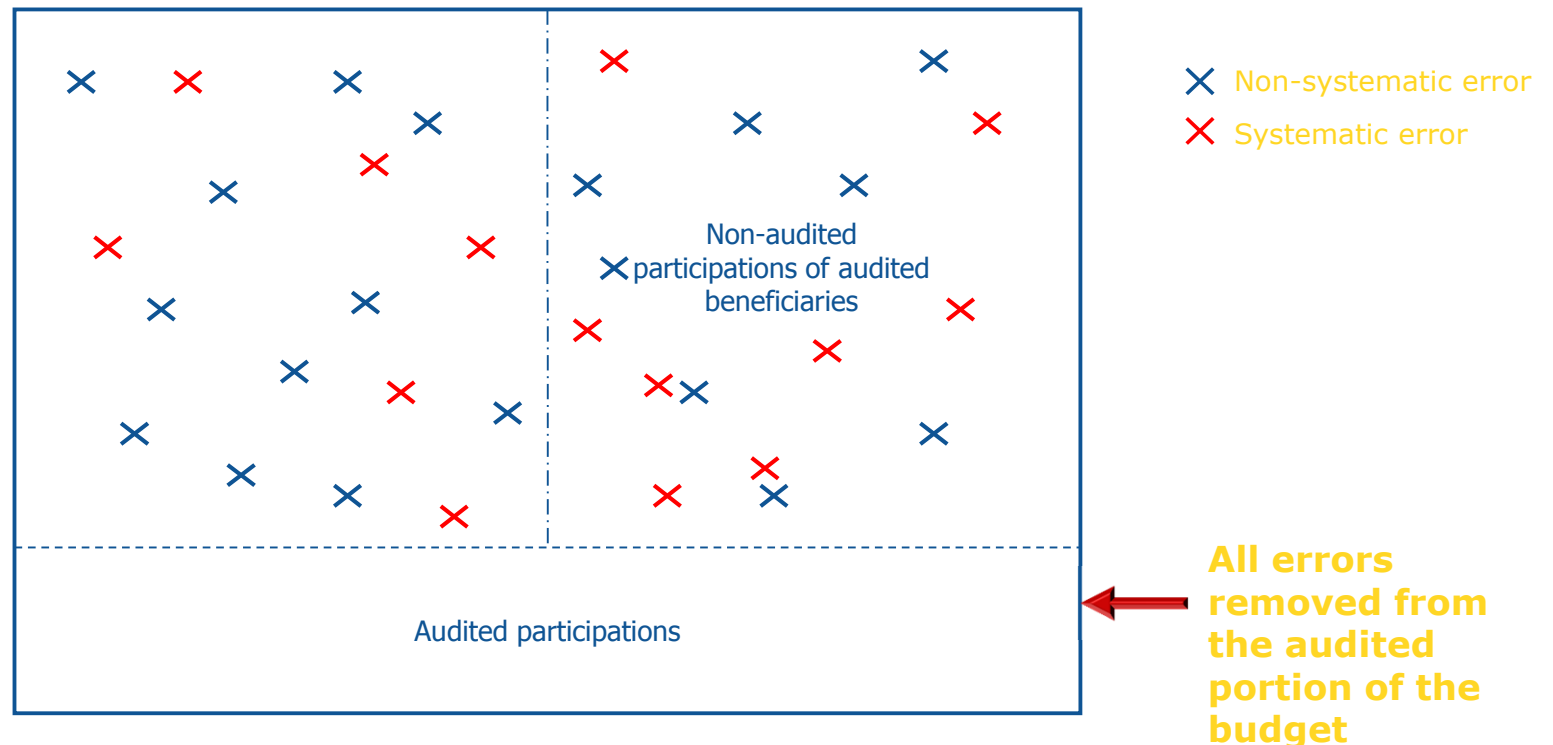 Non-systematic error
Systematic error
Non-audited
participations of audited
beneficiaries
Audited participations
All errors
removed from
the audited
portion of the
budget